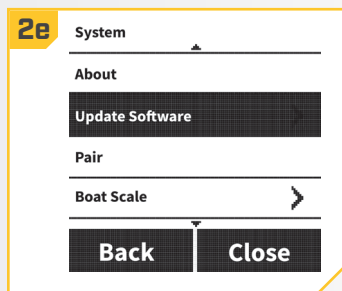 2e
System
About
Update Software
Pair
Boat Scale
Back Close